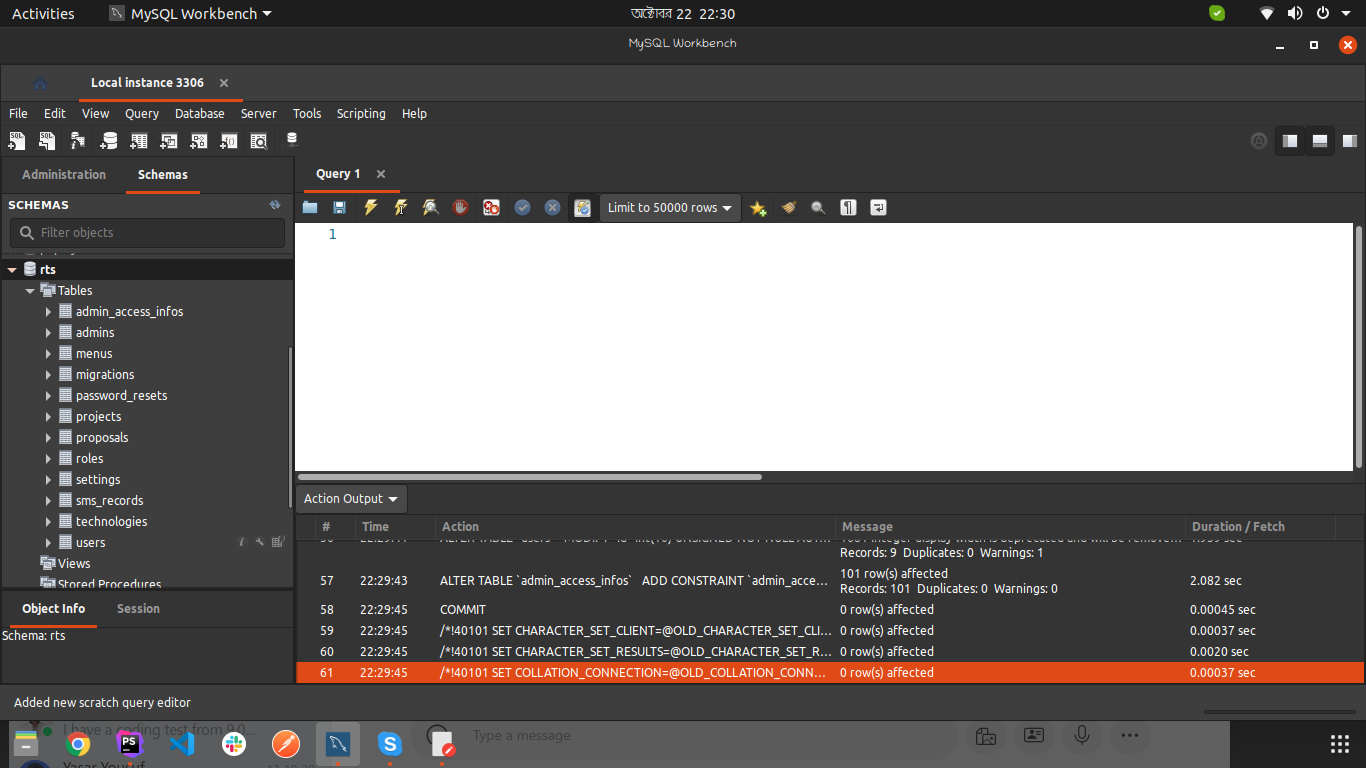 Activities MySQL Workbench অক্টোবর 22 22:30
MySQL Workbench
Local instance 3306
File Edit View Query Database Server Tools Scripting Help
Administration Schemas
Query 1
SCHEMAS
Limit to 50000 rows
Filter objects
1
rts
Tables
admin_access_infos
admins
menus
migrations
password_resets
projects
proposals
roles
settings
sms_records
technologies
users
Views
Stored Procedures
Action Output
# Time Action Message Duration / Fetch
Records: 9 Duplicates: 0 Warnings: 1
57 22:29:43 ALTER TABLE `admin_access_infos` ADD CONSTRAINT `admin_acce... 101 row(s) affected 2.082 sec
Records: 101 Duplicates: 0 Warnings: 0
58 22:29:45 COMMIT 0 row(s) affected 0.00045 sec
59 22:29:45 /*!40101 SET CHARACTER_SET_CLIENT=@OLD_CHARACTER_SET_CLI... 0 row(s) affected 0.00037 sec
60 22:29:45 /*!40101 SET CHARACTER_SET_RESULTS=@OLD_CHARACTER_SET_R... 0 row(s) affected 0.0020 sec
61 22:29:45 /*!40101 SET COLLATION_CONNECTION=@OLD_COLLATION_CONN... 0 row(s) affected 0.00037 sec
Object Info Session
Schema: rts
Added new scratch query editor
I have a coding test from 9.0...
Type a message
Yasar Yousuf